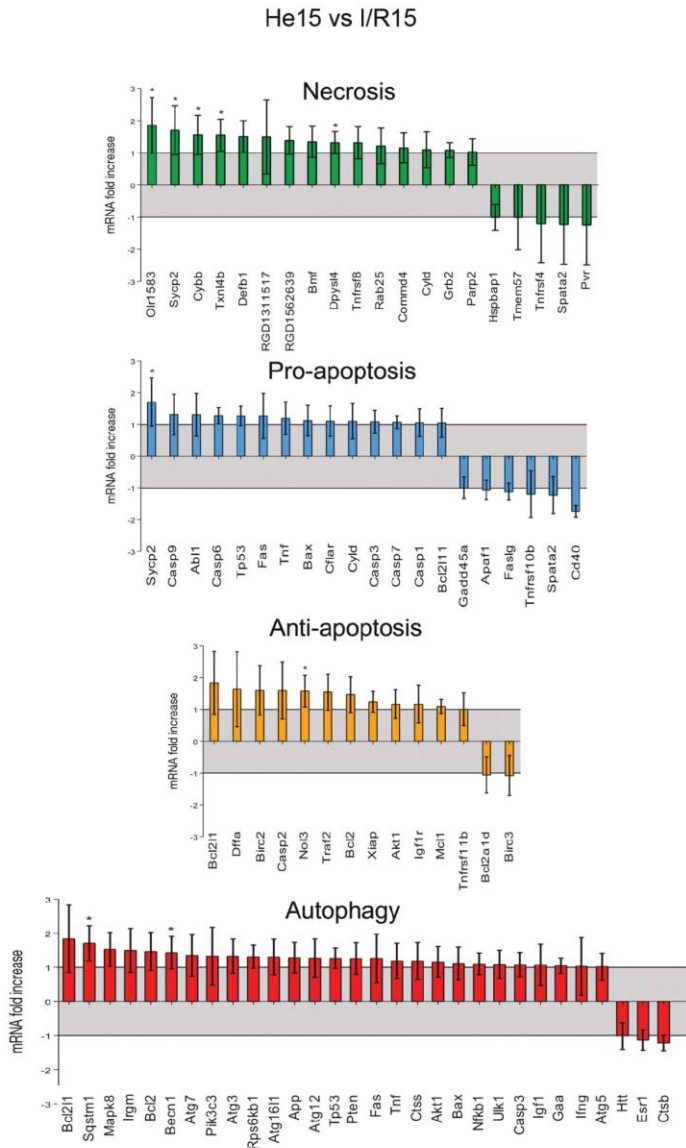 He15 vs I/R15
Necrosis
mRNA fold increase
3
2
1
0
-1
-2
-3
* * * * *
Olr1583 Sycp2 Cybb Txnl4b Defb1 RGD1311517 RGD1562639 Bmf Dpysl4 Tnfrsf8 Rab25 Commd4 Cyld Grb2 Parp2 Hspbap1 Tmem57 Tnfrsf4 Spata2 Pvr
Pro-apoptosis
mRNA fold increase
3
2
1
0
-1
-2
-3
*
Sycp2 Casp9 Abl1 Casp6 Tp53 Fas Tnf Bax Cflar Cyld Casp3 Casp7 Casp1 Bcl2l11 Gadd45a Apaf1 Faslg Tnfrsf10b Spata2 Cd40
Anti-apoptosis
mRNA fold increase
3
2
1
0
-1
-2
-3
*
Bcl2l1 Dffa Birc2 Casp2 Nol3 Traf2 Bcl2 Xiap Akt1 Igf1r Mcl1 Tnfrsf11b Bcl2a1d Birc3
Autophagy
mRNA fold increase
3
2
1
0
-1
-2
-3
* *
Bcl2l1 Sqstm1 Mapk8 Irgm Bcl2 Becn1 Atg7 Pik3c3 Atg3 Rps6kb1 Atg16l1 App Atg12 Tp53 Pten Fas Tnf Ctss Akt1 Bax Nfkb1 Ulk1 Casp3 Igf1 Gaa Ifng Atg5 Htt Esr1 Ctsb